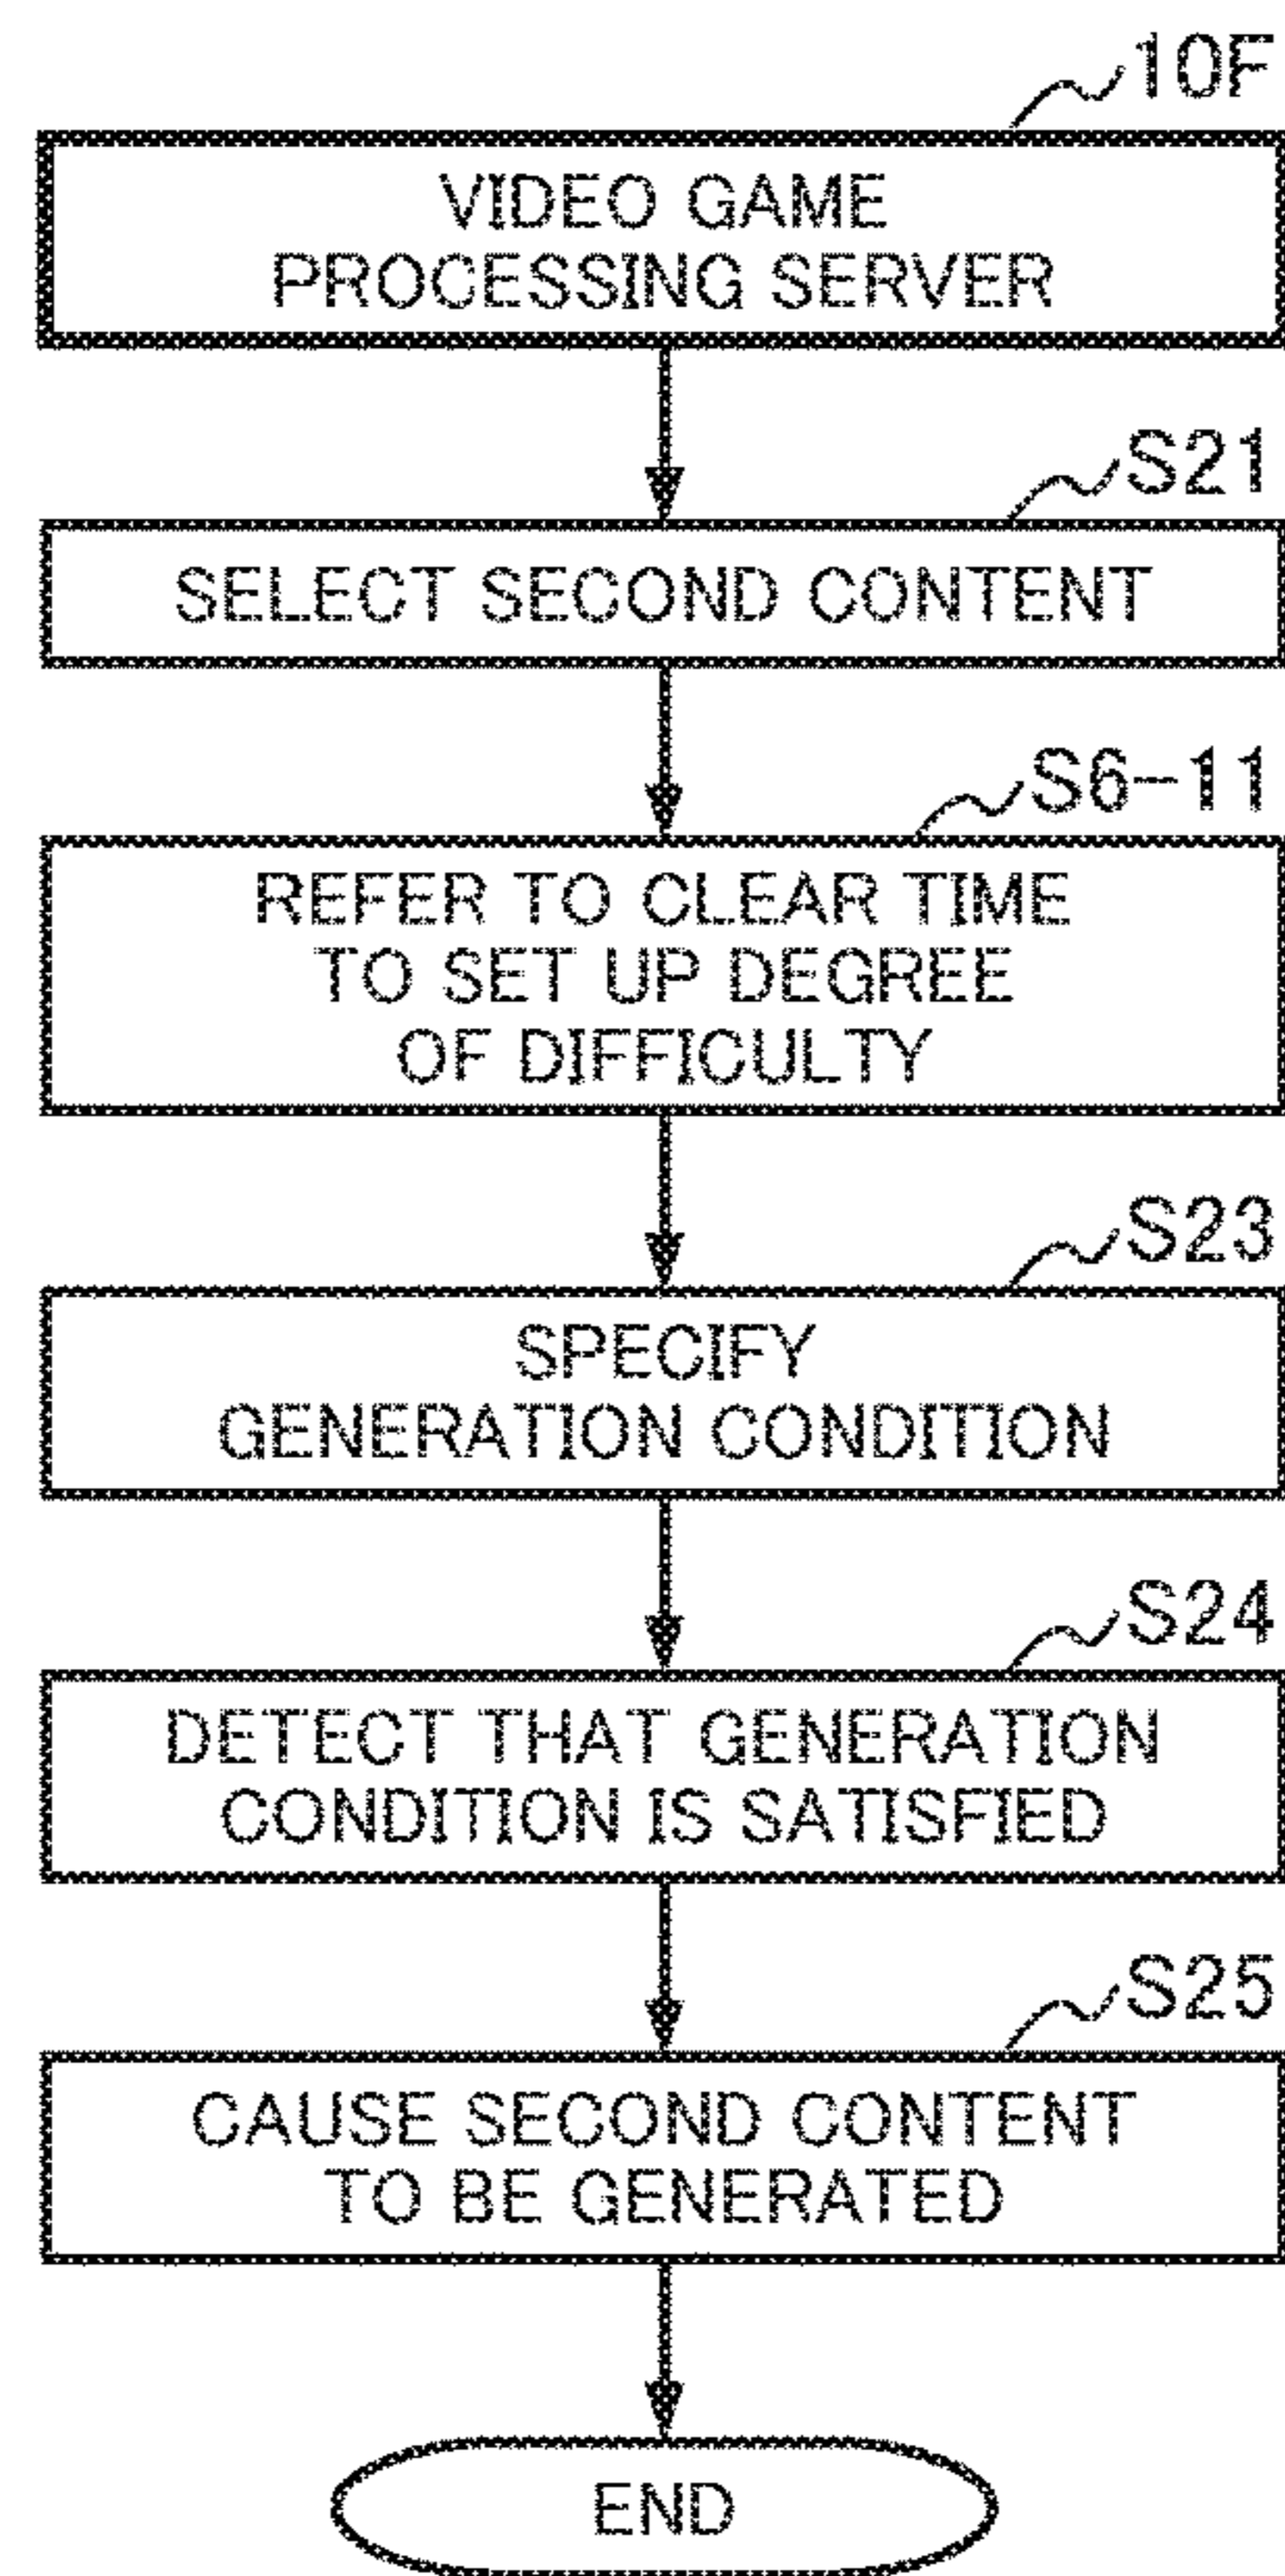 10F
VIDEO GAME
PROCESSING SERVER
S21
SELECT SECOND CONTENT
S6-11
REFER TO CLEAR TIME
TO SET UP DEGREE
OF DIFFICULTY
S23
SPECIFY
GENERATION CONDITION
S24
DETECT THAT GENERATION
CONDITION IS SATISFIED
S25
CAUSE SECOND CONTENT
TO BE GENERATED
END